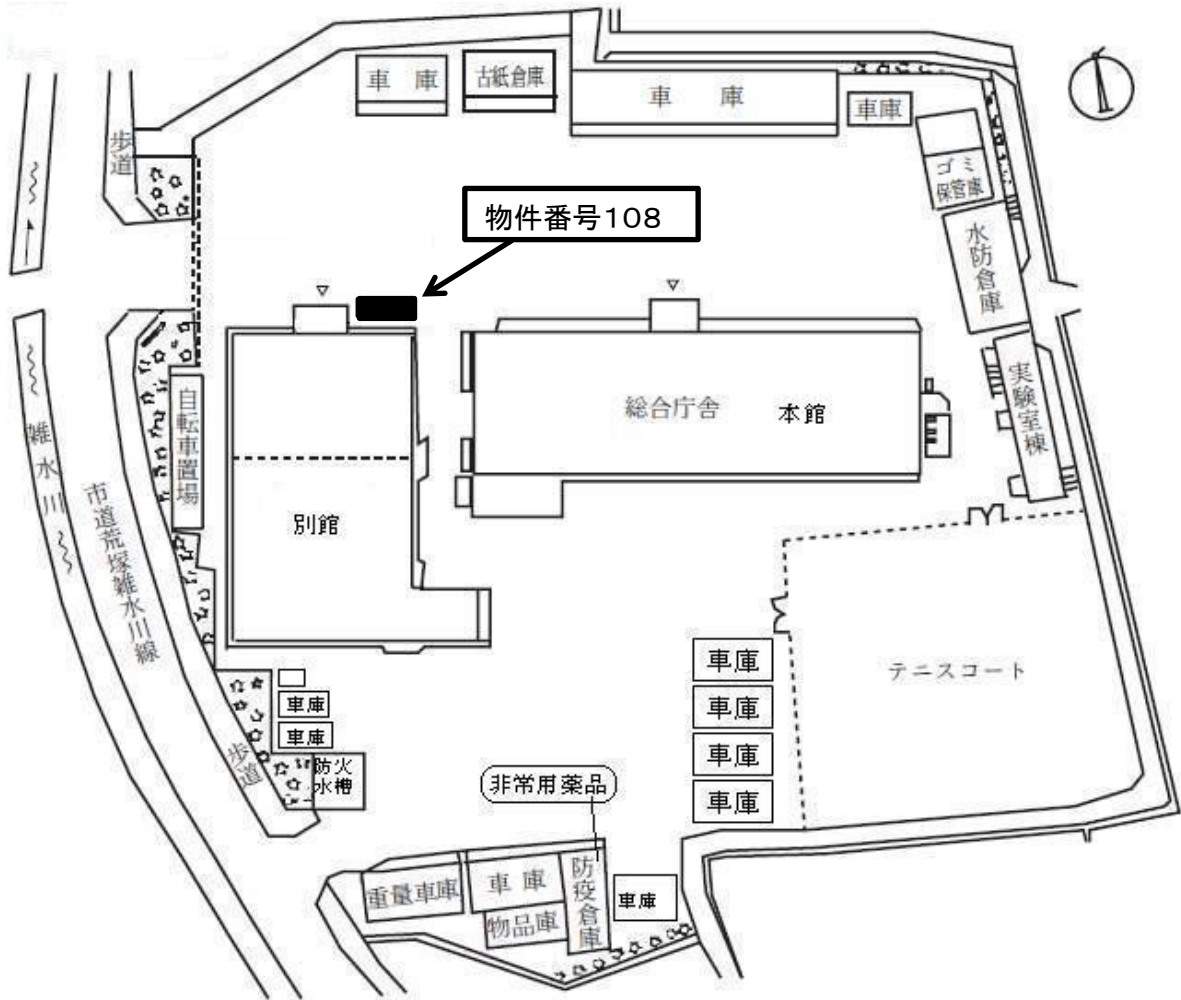 車 庫
古紙倉庫
車 庫
車庫
歩道
ゴミ
保管庫
物件番号108
水防倉庫
実験室棟
総合庁舎 本館
自転車置場
雑水川
市道荒塚雑水川線
別館
テニスコート
車庫
車庫
車庫
車庫
車庫
車庫
歩道
防火
水槽
非常用薬品
重量車庫
車 庫
防疫倉庫
車庫
物品庫